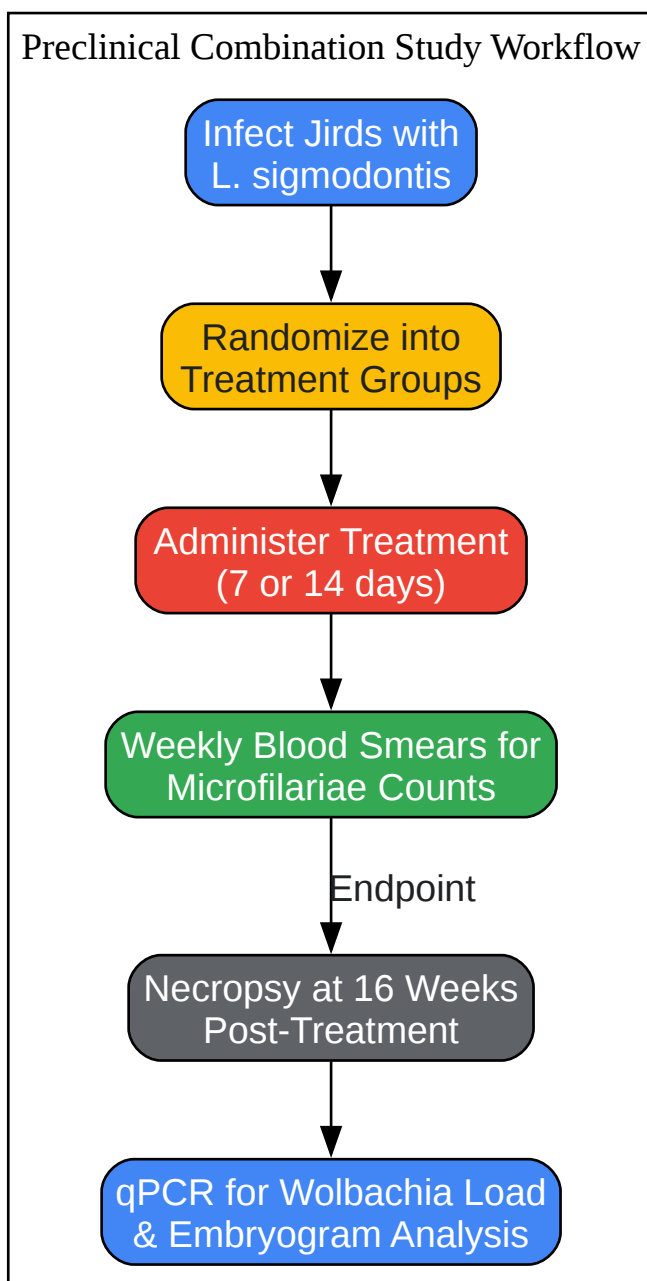 Preclinical Combination Study Workflow
Infect Jirds with
L. sigmodontis
Randomize into
Treatment Groups
Administer Treatment
(7 or 14 days)
Weekly Blood Smears for
Microfilariae Counts
Endpoint
Necropsy at 16 Weeks
Post-Treatment
qPCR for Wolbachia Load
& Embryogram Analysis